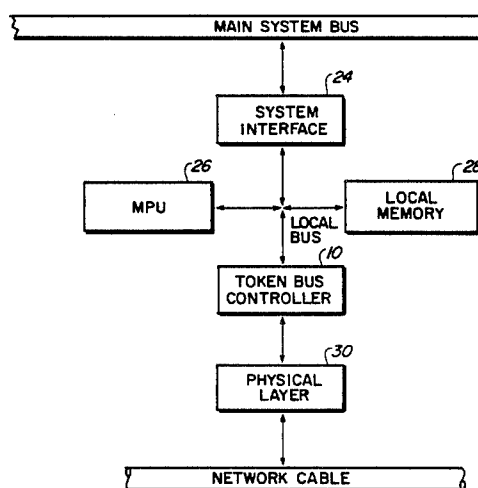 MAIN SYSTEM BUS
24
SYSTEM
INTERFACE
26
MPU
28
LOCAL
MEMORY
LOCAL
BUS
10
TOKEN BUS
CONTROLLER
30
PHYSICAL
LAYER
NETWORK CABLE